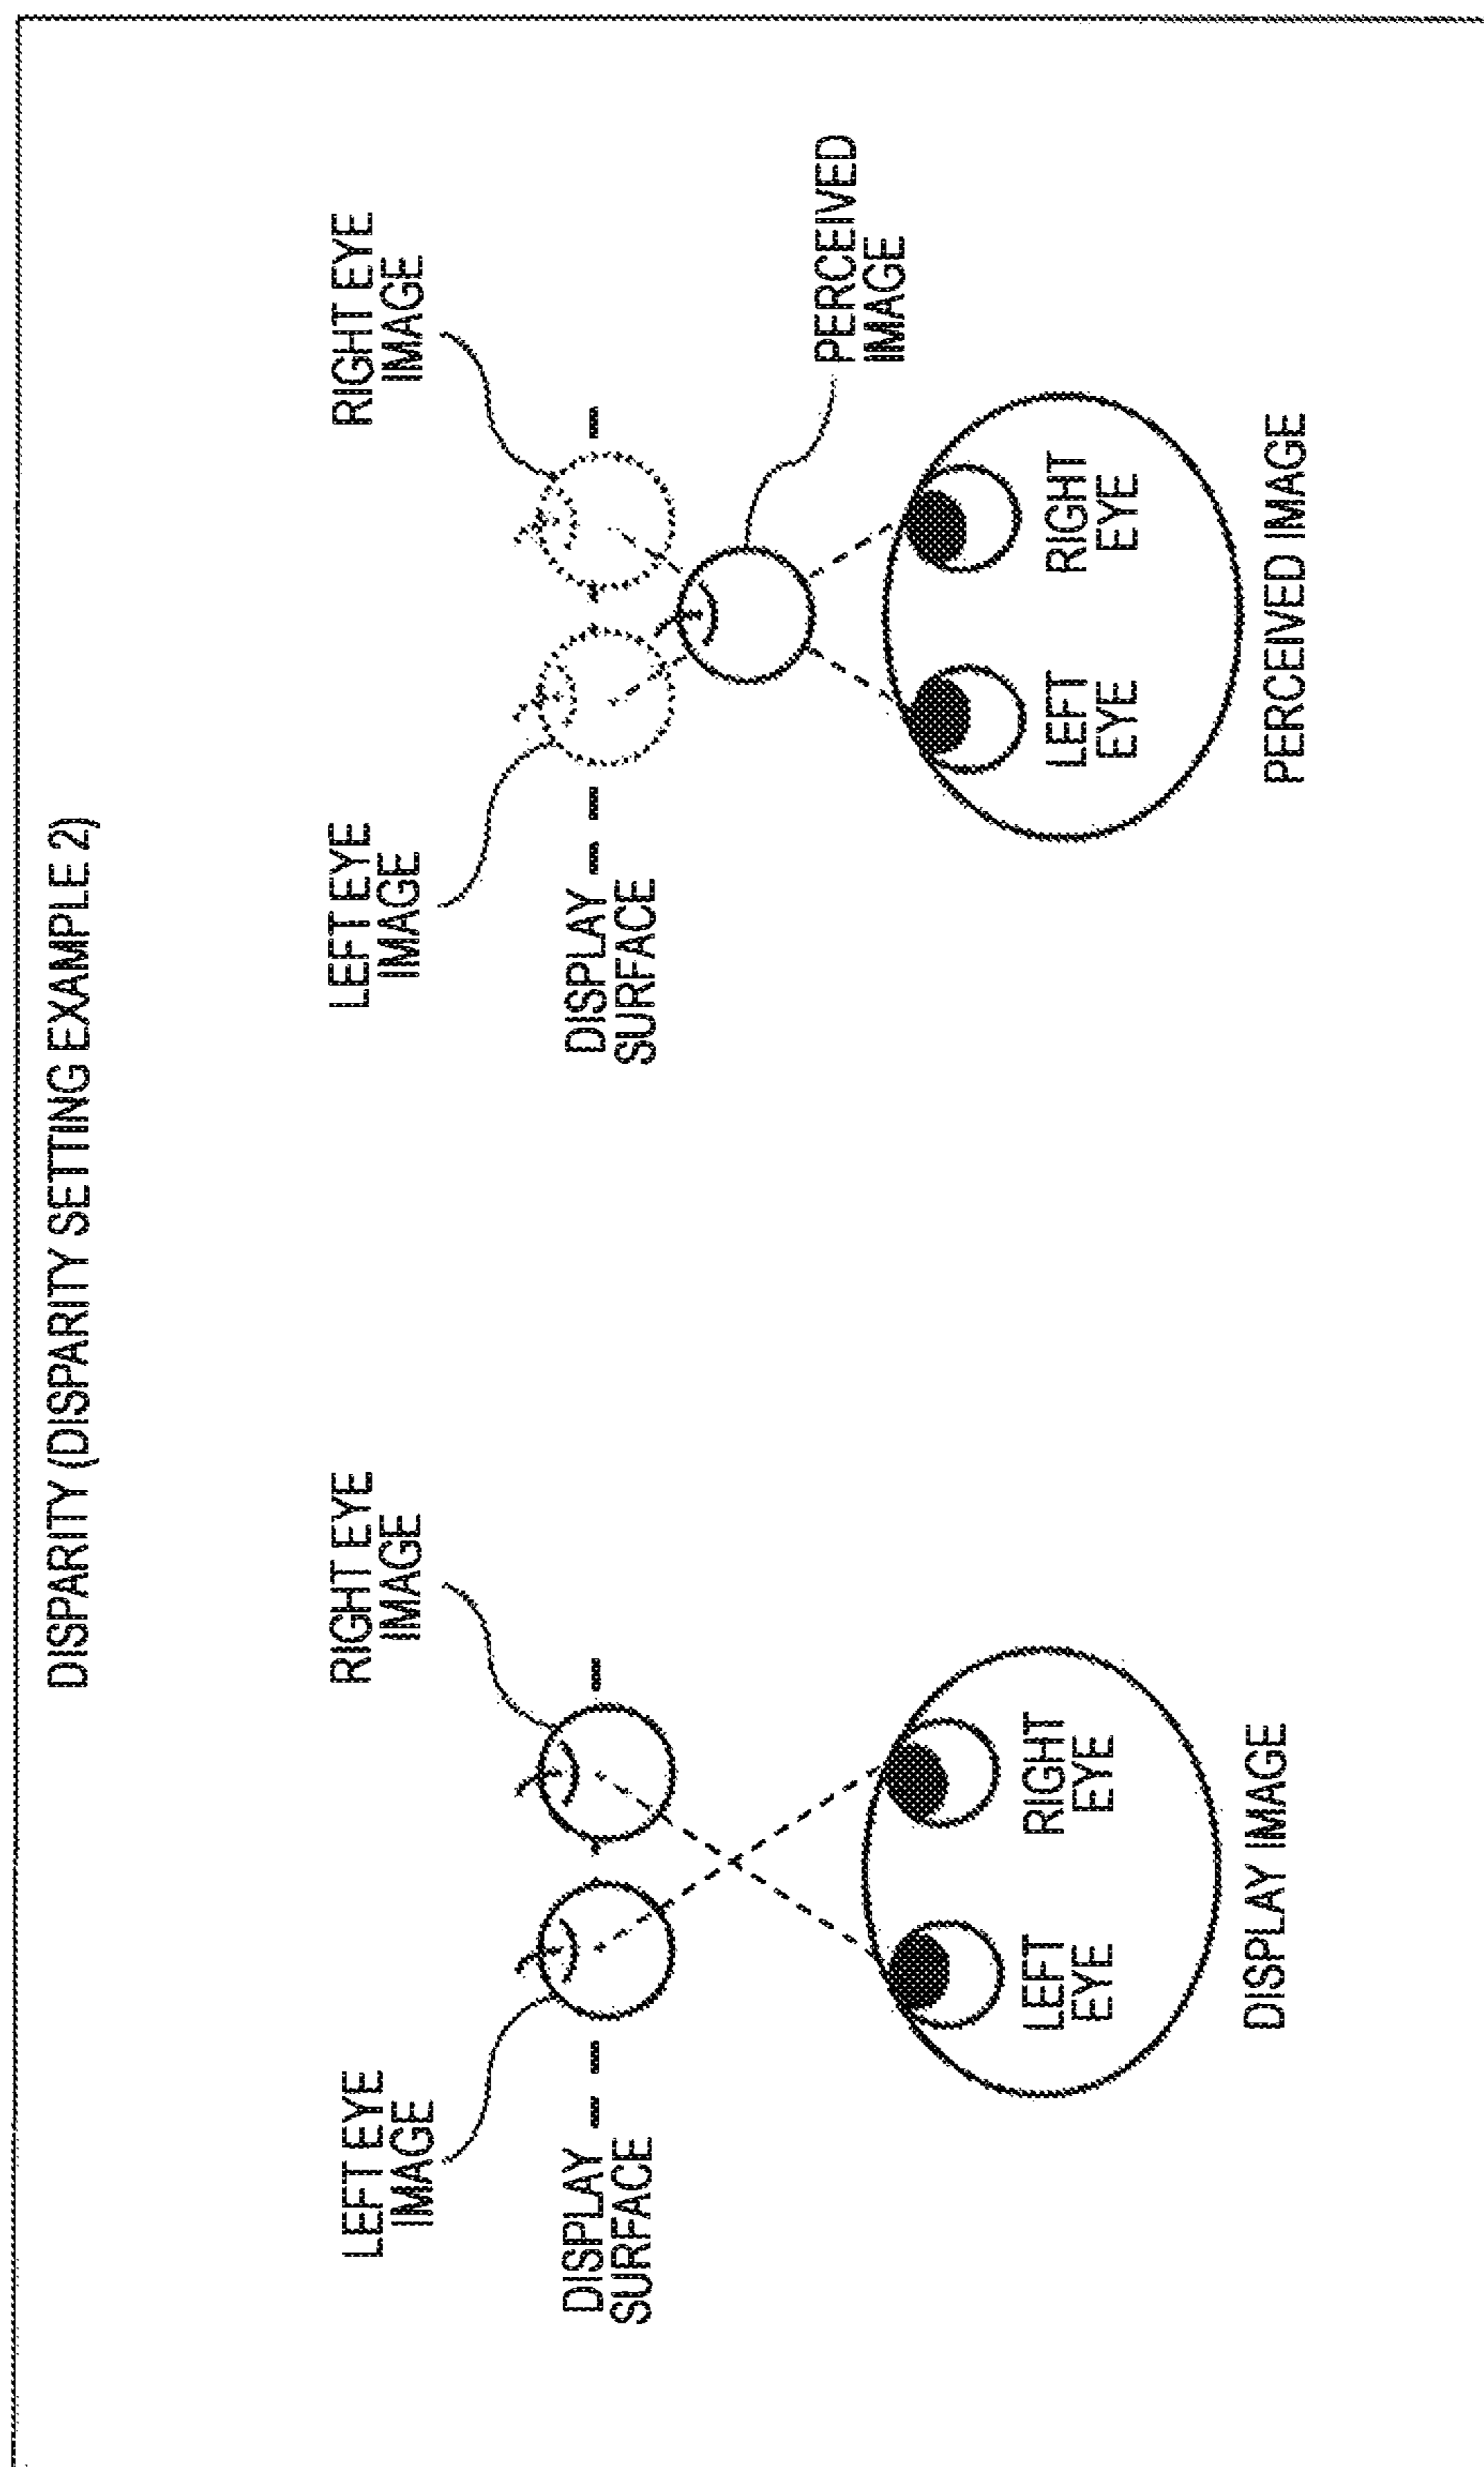 DISPARITY (DISPARITY SETTING EXAMPLE 2)
LEFT EYE
IMAGE
RIGHT EYE
IMAGE
DISPLAY
SURFACE
LEFT
EYE
RIGHT
EYE
DISPLAY IMAGE
LEFT EYE
IMAGE
RIGHT EYE
IMAGE
DISPLAY
SURFACE
PERCEIVED
IMAGE
LEFT
EYE
RIGHT
EYE
PERCEIVED IMAGE